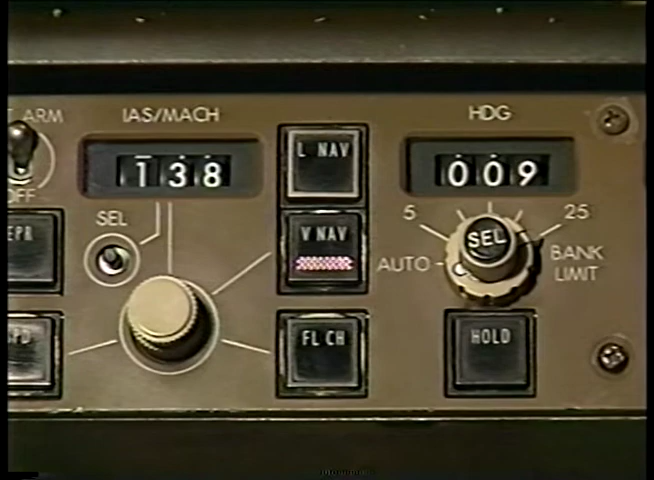 T ARM
OFF
IAS/MACH
138
SEL
EPR
L NAV
V NAV
FL CH
HDG
009
5
25
SEL
AUTO
BANK
LIMIT
HOLD